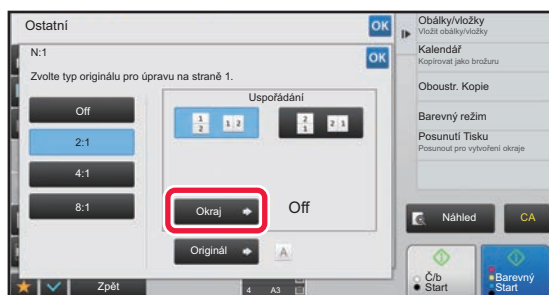 Ostatní
OK
N:1
OK
Zvolte typ originálu pro úpravu na straně 1.
Off
2:1
4:1
8:1
Uspořádání
1
2
1 2
2
1
2 1
Okraj
Off
Originál
A
Zpět
4 A3
Obálky/vložky
Vložit obálky/vložky
Kalendář
Kopírovat jako brožuru
Oboustr. Kopie
Barevný režim
Posunutí Tisku
Posunout pro vytvoření okraje
Náhled
CA
Č/b
Start
Barevný
Start